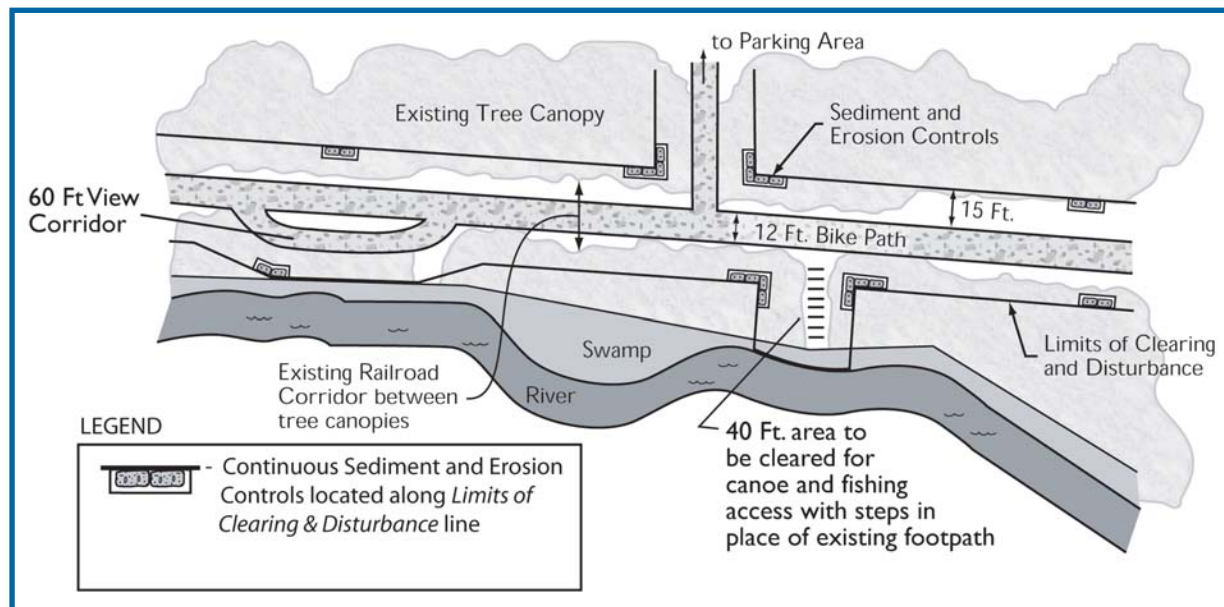 to Parking Area
Existing Tree Canopy
Sediment and
Erosion Controls
60 Ft View
Corridor
15 Ft.
12 Ft. Bike Path
Swamp
Limits of Clearing
and Disturbance
Existing Railroad
Corridor between
tree canopies
River
40 Ft. area to
be cleared for
canoe and fishing
access with steps in
place of existing footpath
LEGEND
- Continuous Sediment and Erosion
Controls located along Limits of
Clearing & Disturbance line